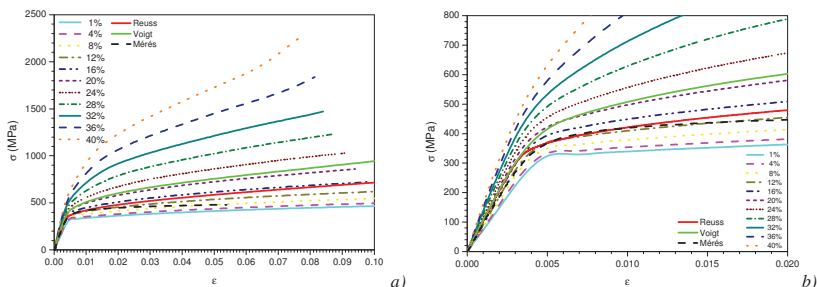 2500
2000
1500
1000
500
0
σ (MPa)
0.00 0.01 0.02 0.03 0.04 0.05 0.06 0.07 0.08 0.09 0.10
ε
1%
4%
8%
12%
16%
20%
24%
28%
32%
36%
40%
Reuss
Voigt
Mérés
a)
800
700
600
500
400
300
200
100
0
σ (MPa)
0.000 0.005 0.010 0.015 0.020
ε
Reuss
Voigt
Mérés
1%
4%
8%
12%
16%
20%
24%
28%
32%
36%
40%
b)